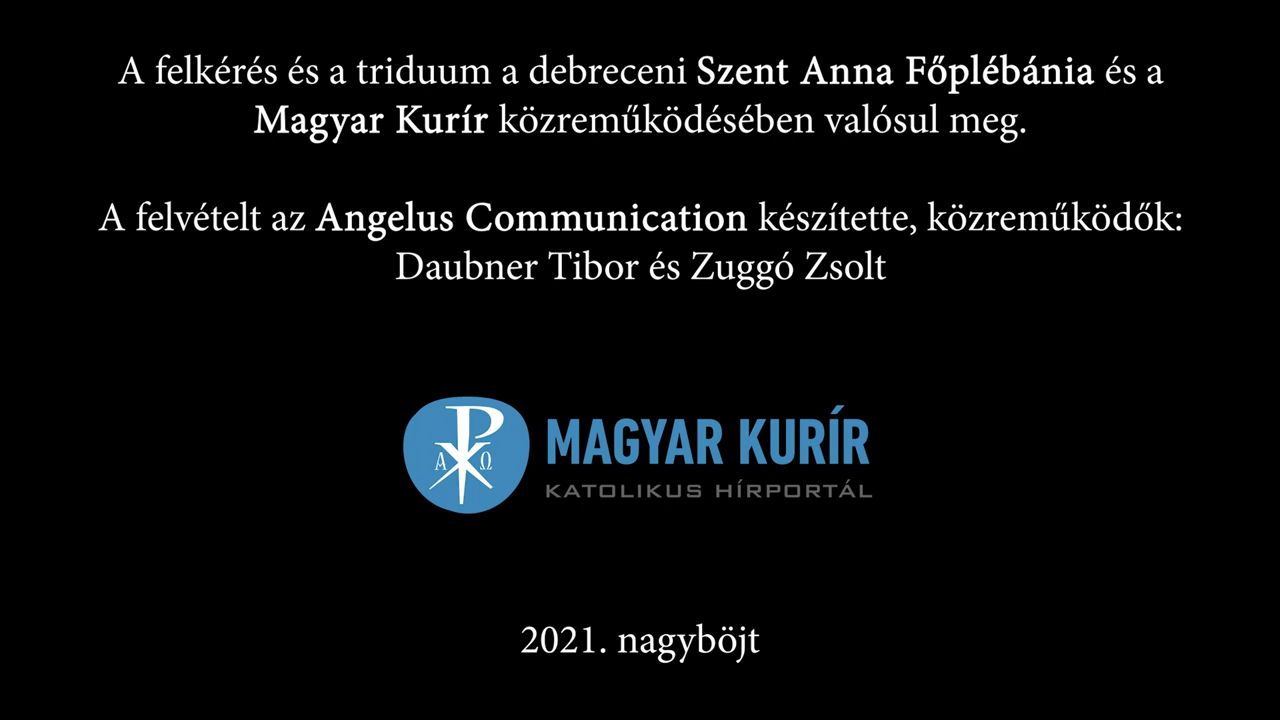 A felkérés és a triduum a debreceni Szent Anna Főplébánia és a
Magyar Kurír közreműködésében valósul meg.
A felvételt az Angelus Communication készítette, közreműködők:
Daubner Tibor és Zuggó Zsolt
Α Ω
MAGYAR KURÍR
KATOLIKUS HÍRPORTÁL
2021. nagyböjt